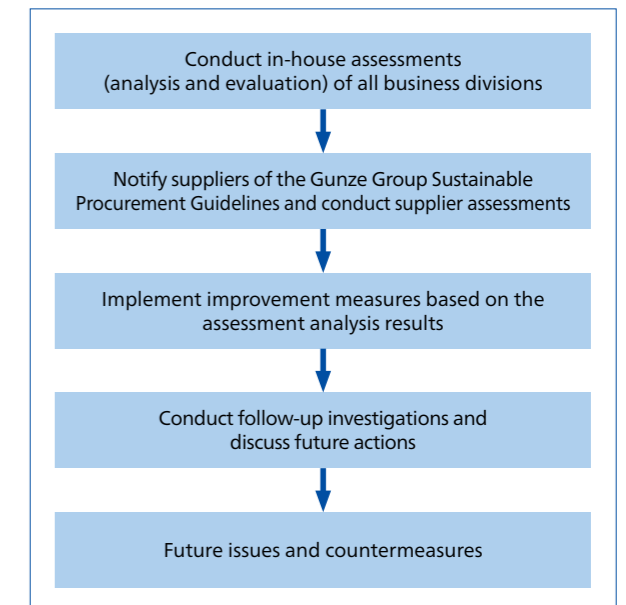 Conduct in-house assessments
(analysis and evaluation) of all business divisions
Notify suppliers of the Gunze Group Sustainable
Procurement Guidelines and conduct supplier assessments
Implement improvement measures based on the
assessment analysis results
Conduct follow-up investigations and
discuss future actions
Future issues and countermeasures